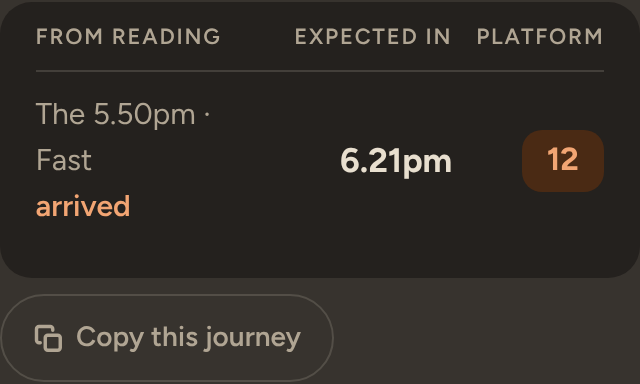 FROM READING EXPECTED IN PLATFORM
The 5.50pm ·
Fast
6.21pm 12
arrived
Copy this journey